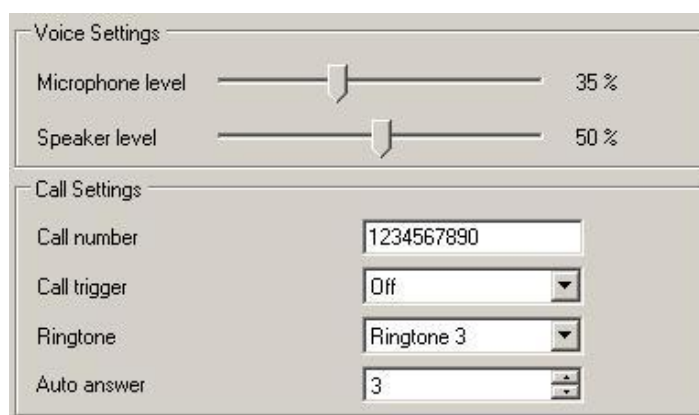 Voice Settings
Microphone level 35 %
Speaker level 50 %
Call Settings
Call number 1234567890
Call trigger Off
Ringtone Ringtone 3
Auto answer 3